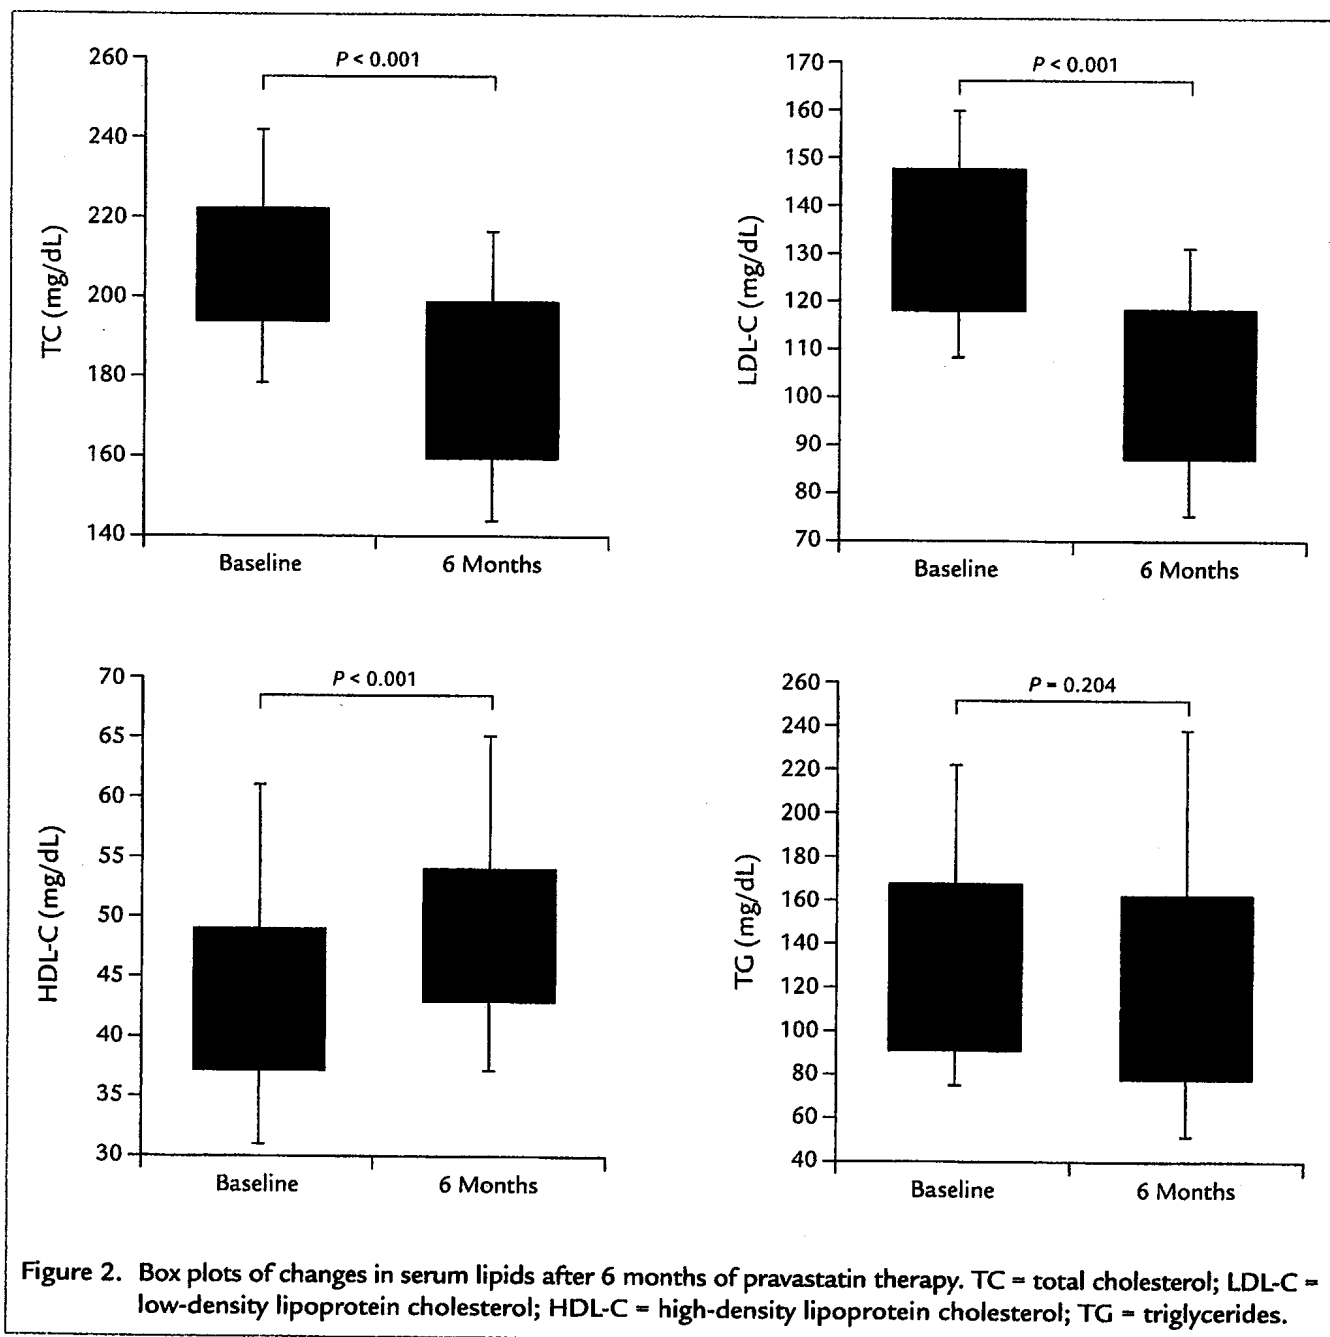 P < 0.001
260
240
220
200
180
160
140
TC (mg/dL)
Baseline
6 Months
P < 0.001
170
160
150
140
130
120
110
100
90
80
70
LDL-C (mg/dL)
Baseline
6 Months
P < 0.001
70
65
60
55
50
45
40
35
30
HDL-C (mg/dL)
Baseline
6 Months
P = 0.204
260
240
220
200
180
160
140
120
100
80
60
40
TG (mg/dL)
Baseline
6 Months
Figure 2. Box plots of changes in serum lipids after 6 months of pravastatin therapy. TC = total cholesterol; LDL-C =
low-density lipoprotein cholesterol; HDL-C = high-density lipoprotein cholesterol; TG = triglycerides.